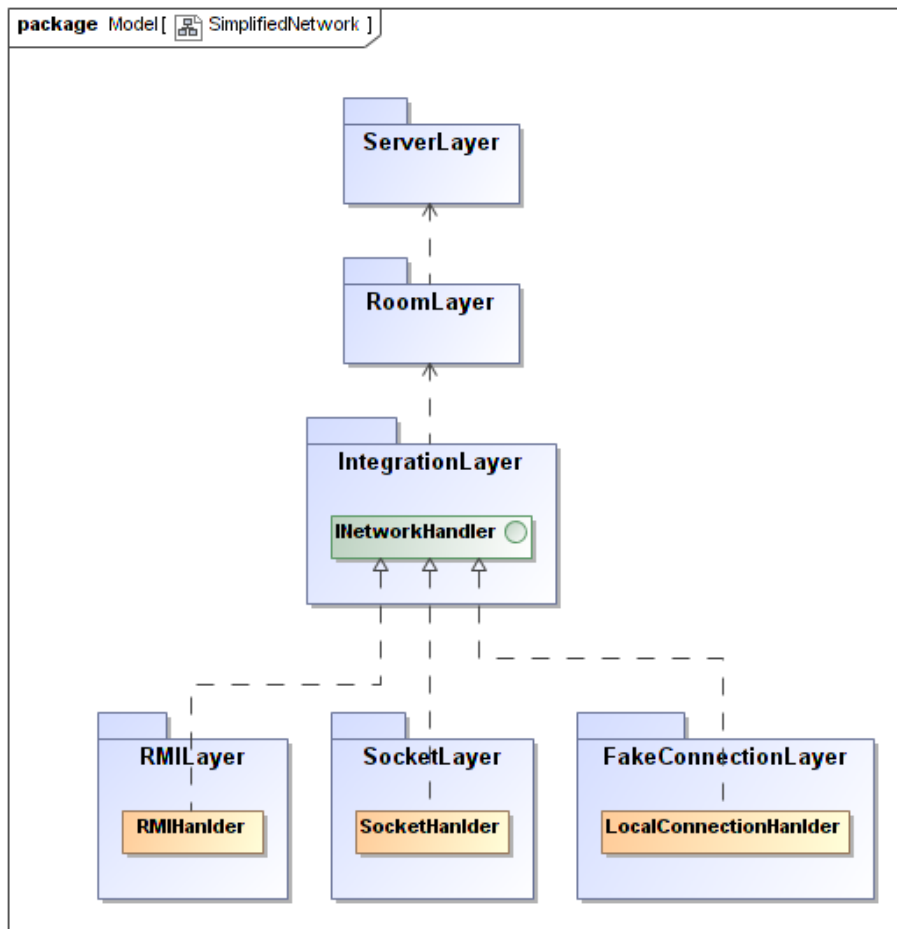 package Model [ SimplifiedNetwork ]
ServerLayer
RoomLayer
IntegrationLayer
INetworkHandler
RMILayer
SocketLayer
FakeConnectionLayer
RMIHanlder
SocketHanlder
LocalConnectionHanlder